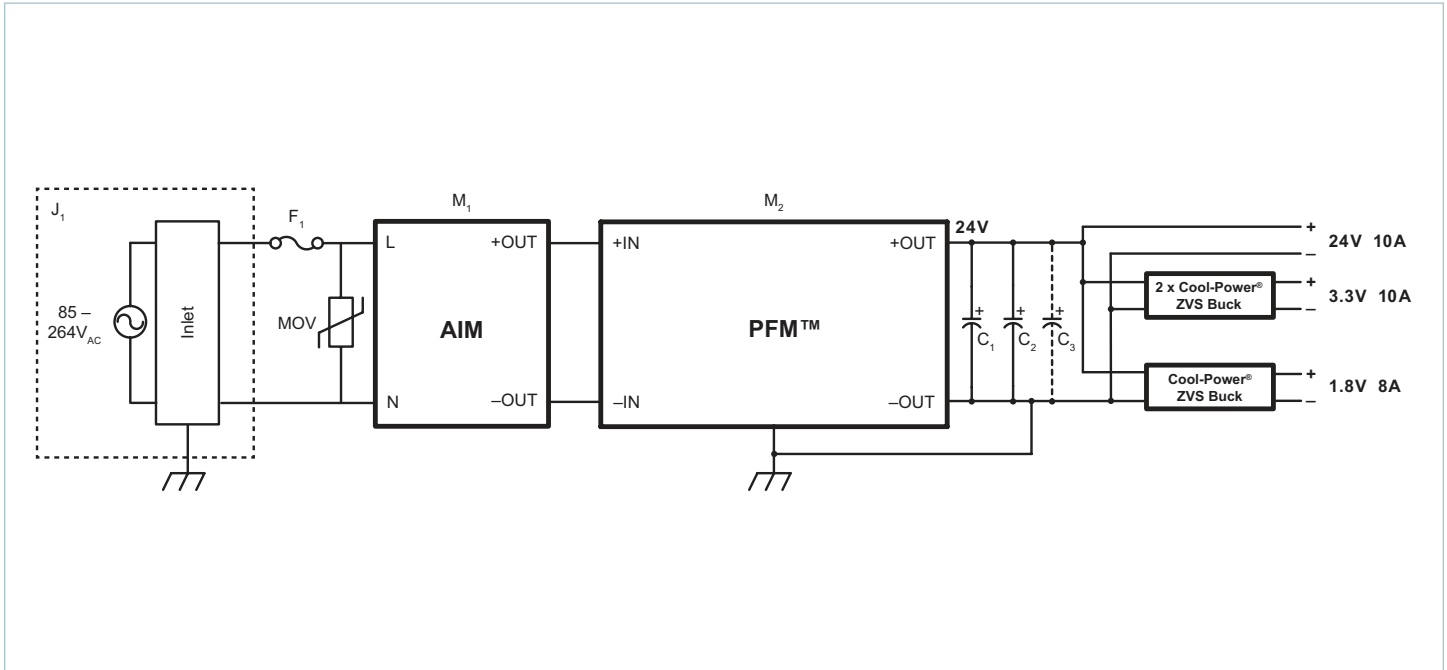 J1
85 –
264VAC
Inlet
F1
MOV
M1
L
+OUT
AIM
N
–OUT
M2
+IN
+OUT
PFM™
–IN
–OUT
24V
C1
C2
C3
+
+
+
+
24V 10A
–
2 x Cool-Power®
ZVS Buck
+
3.3V 10A
–
Cool-Power®
ZVS Buck
+
1.8V 8A
–